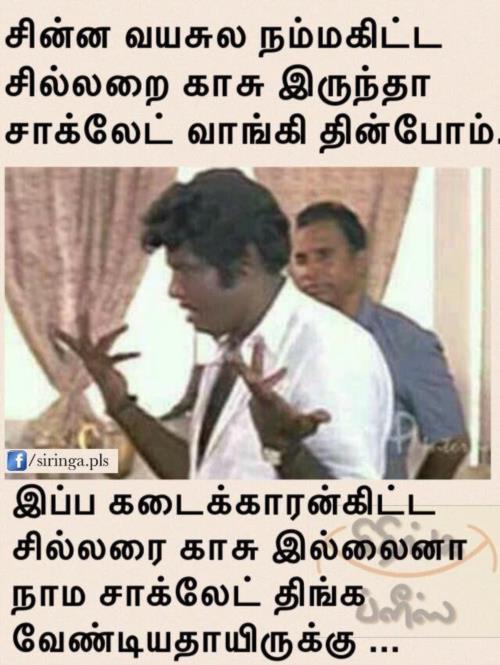 சின்ன வயசுல நம்மகிட்ட
சில்லறை காசு இருந்தா
சாக்லேட் வாங்கி தின்போம்.
f/siringa.pls
இப்ப கடைக்காரன்கிட்ட
சில்லரை காசு இல்லைனா
நாம சாக்லேட் திங்க
வேண்டியதாயிருக்கு ...
ப்ளீஸ்